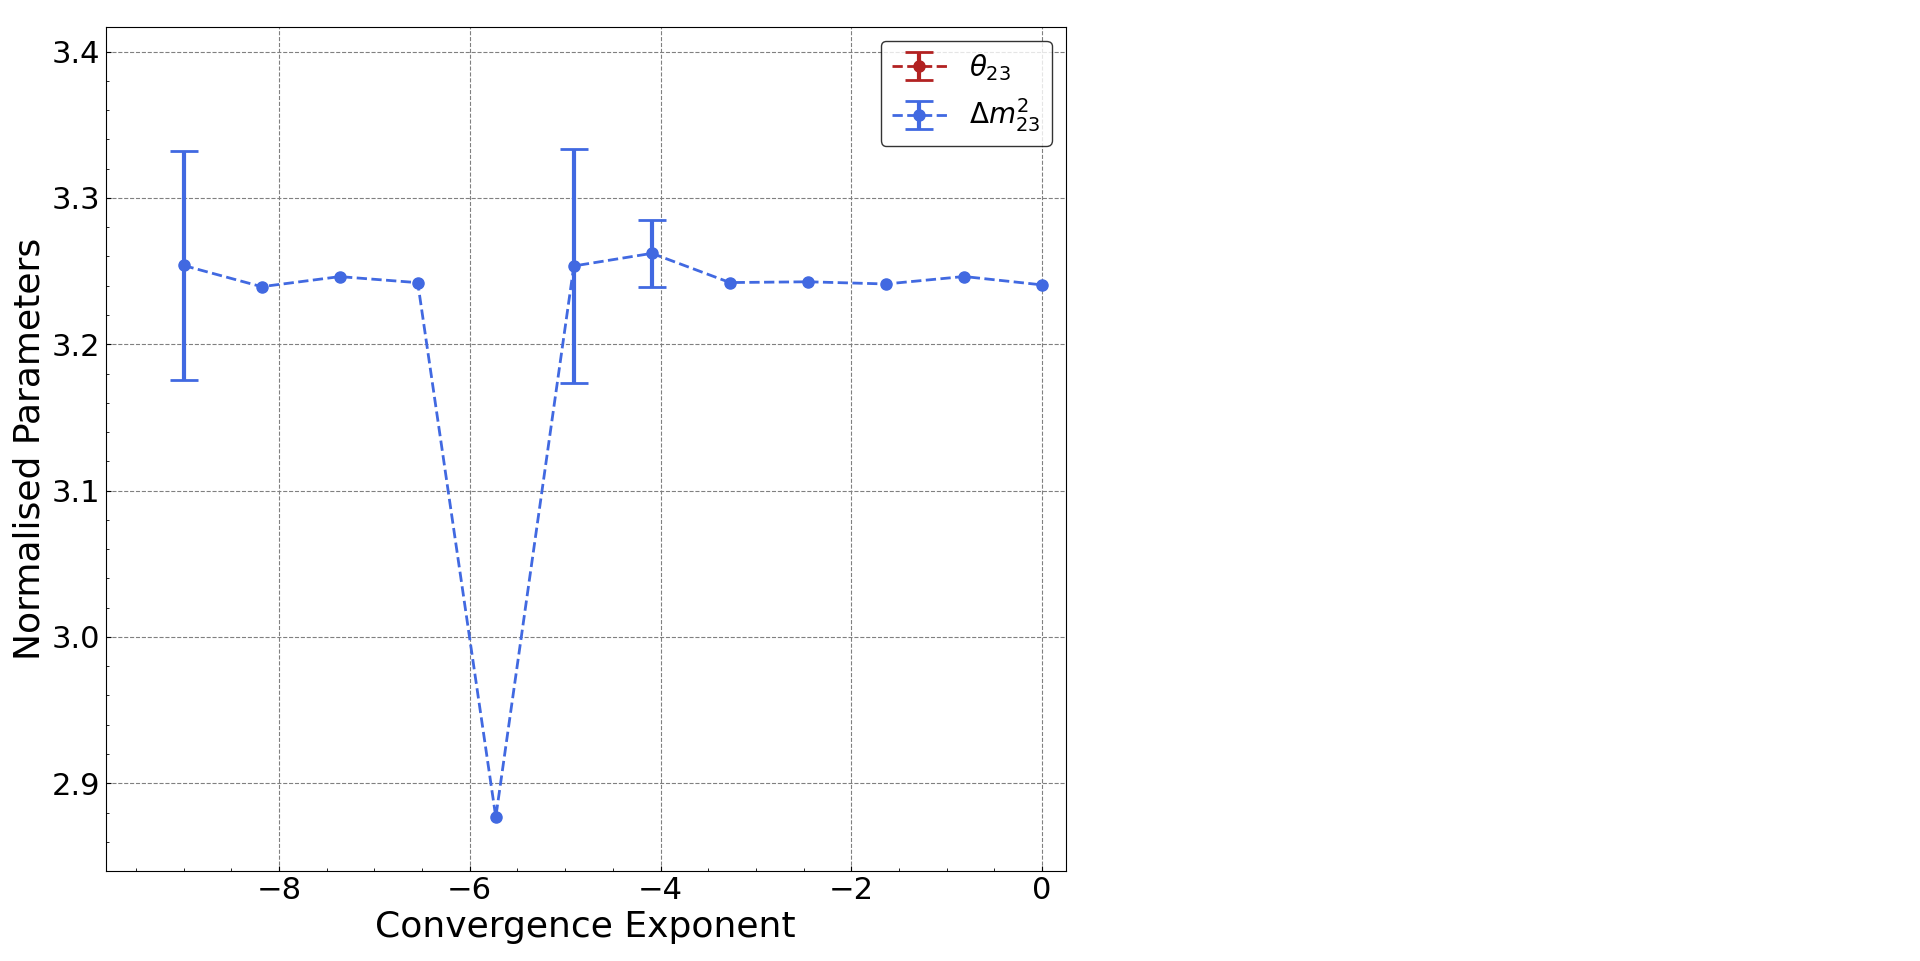 3.4
3.3
3.2
3.1
3.0
2.9
Normalised Parameters
θ₂₃
Δm²₂₃
−8 −6 −4 −2 0
Convergence Exponent